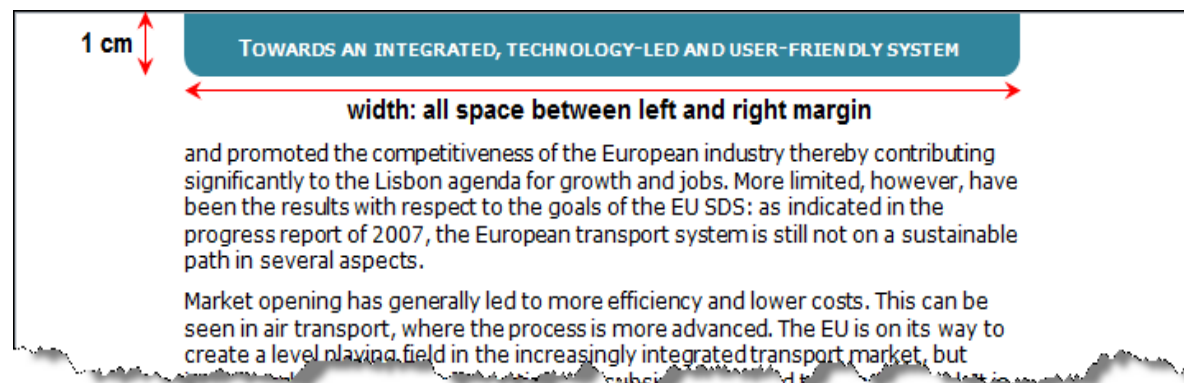 1 cm
TOWARDS AN INTEGRATED, TECHNOLOGY-LED AND USER-FRIENDLY SYSTEM
width: all space between left and right margin
and promoted the competitiveness of the European industry thereby contributing
significantly to the Lisbon agenda for growth and jobs. More limited, however, have
been the results with respect to the goals of the EU SDS: as indicated in the
progress report of 2007, the European transport system is still not on a sustainable
path in several aspects.
Market opening has generally led to more efficiency and lower costs. This can be
seen in air transport, where the process is more advanced. The EU is on its way to
create a level playing field in the increasingly integrated transport market, but